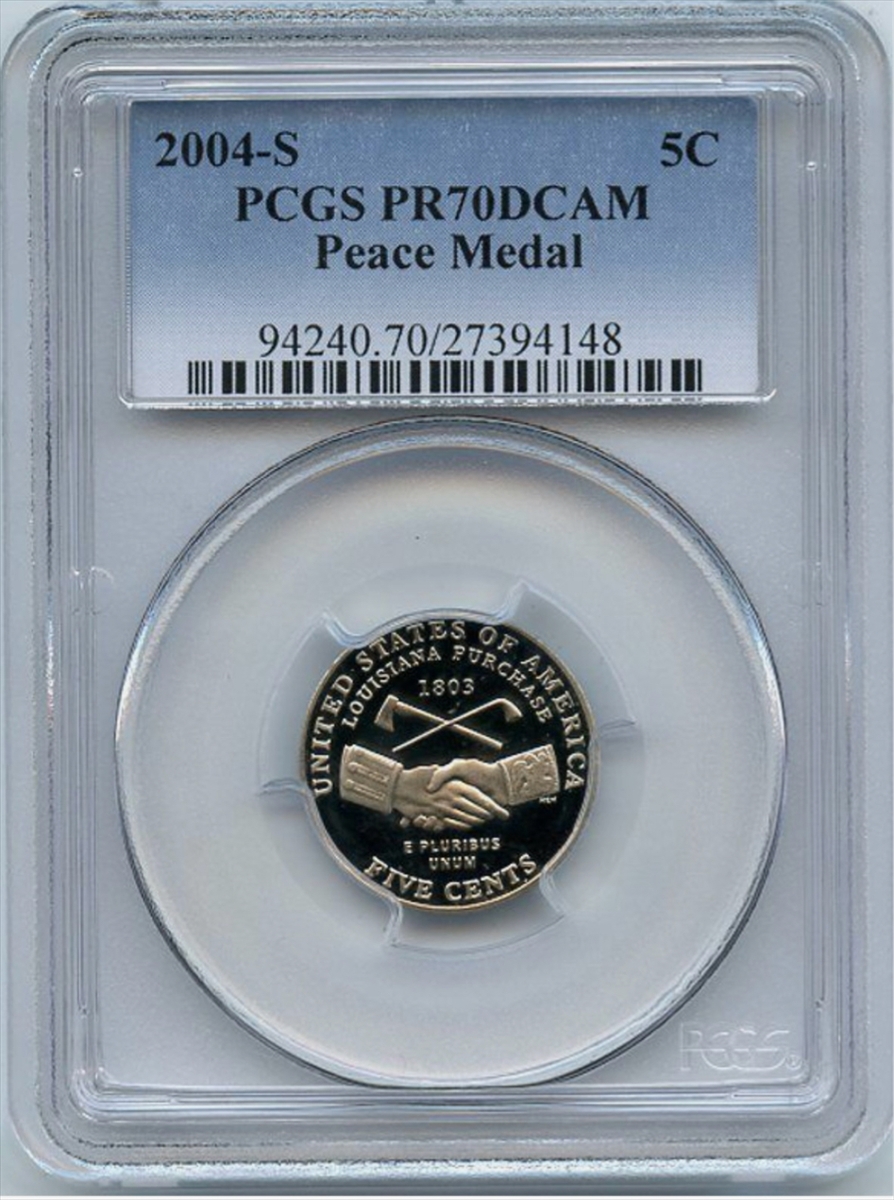 2004-S 5C
PCGS PR70DCAM
Peace Medal
94240.70/27394148
UNITED STATES OF AMERICA
LOUISIANA PURCHASE
1803
E PLURIBUS
UNUM
FIVE CENTS
PCGS